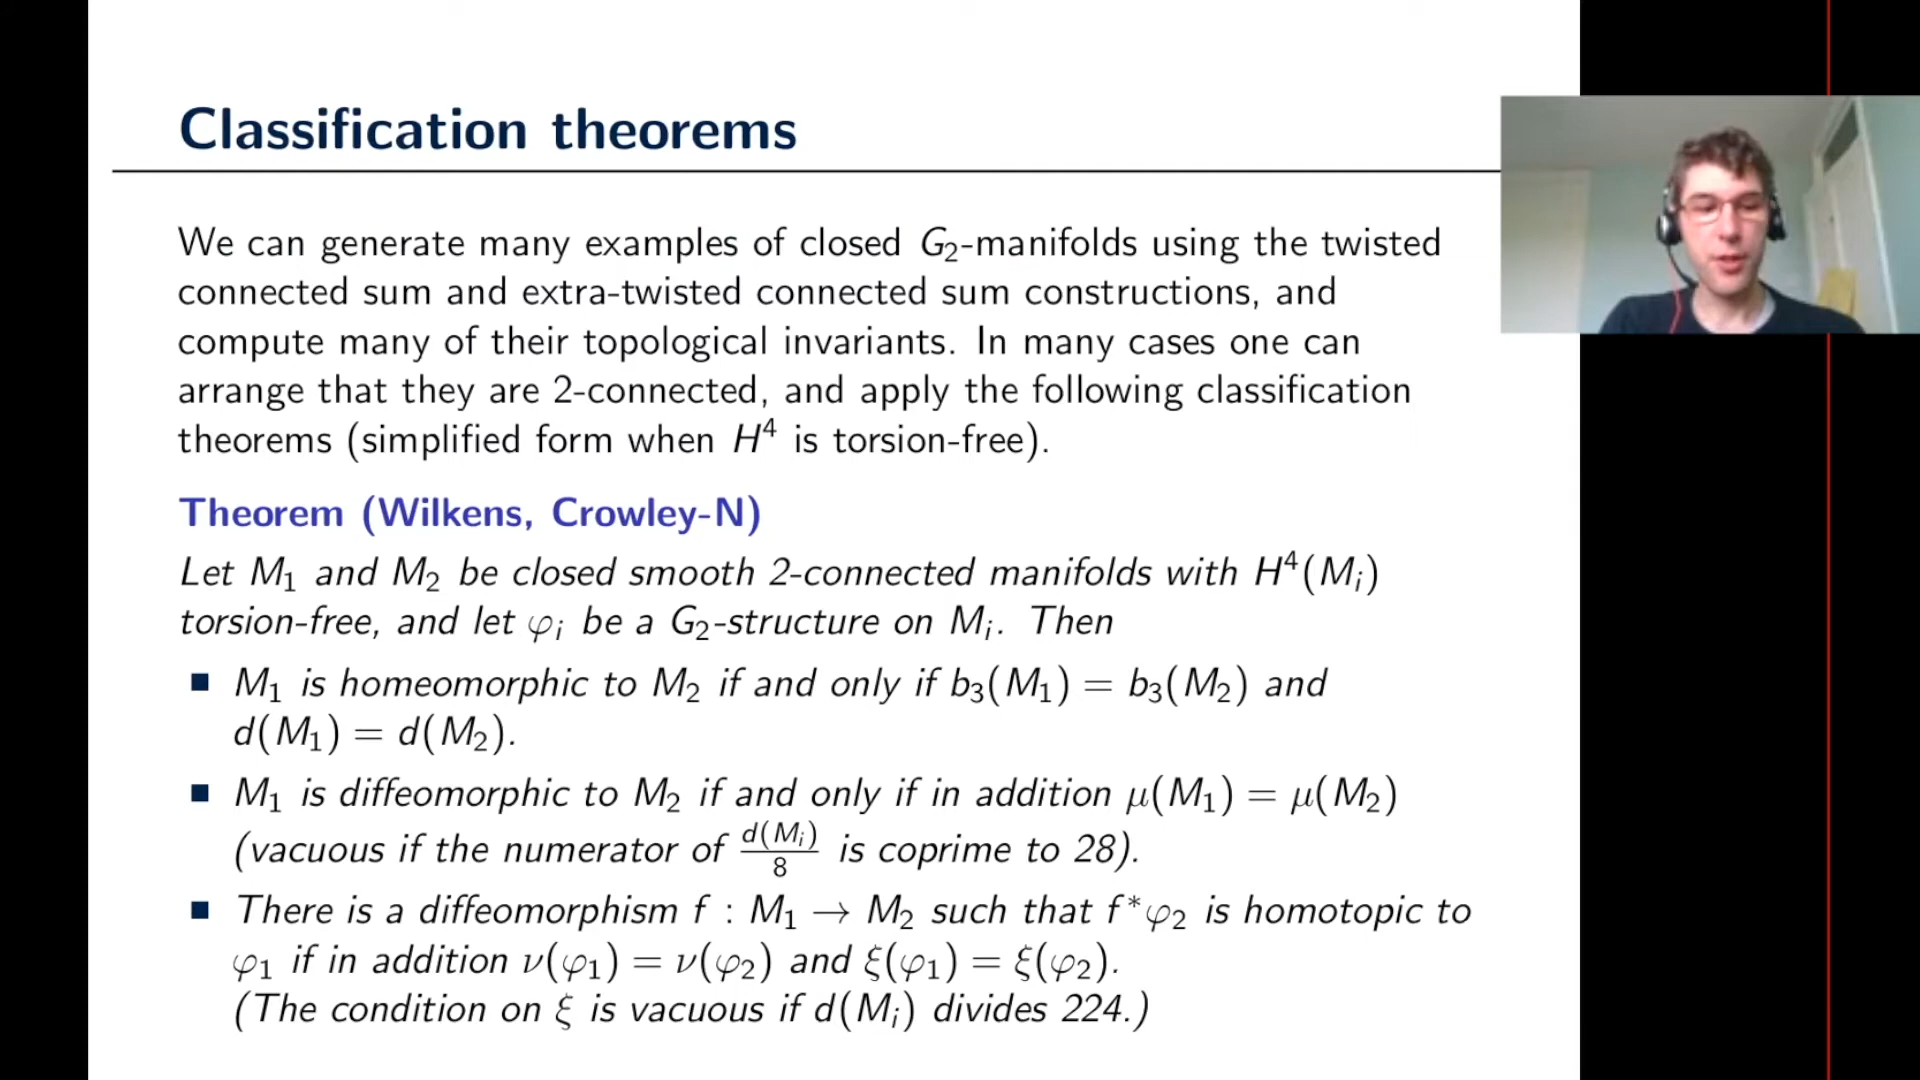 Classification theorems
We can generate many examples of closed G₂-manifolds using the twisted
connected sum and extra-twisted connected sum constructions, and
compute many of their topological invariants. In many cases one can
arrange that they are 2-connected, and apply the following classification
theorems (simplified form when H⁴ is torsion-free).
Theorem (Wilkens, Crowley-N)
Let M₁ and M₂ be closed smooth 2-connected manifolds with H⁴(Mᵢ)
torsion-free, and let φᵢ be a G₂-structure on Mᵢ. Then
■ M₁ is homeomorphic to M₂ if and only if b₃(M₁) = b₃(M₂) and
d(M₁) = d(M₂).
■ M₁ is diffeomorphic to M₂ if and only if in addition μ(M₁) = μ(M₂)
(vacuous if the numerator of d(Mᵢ)/8 is coprime to 28).
■ There is a diffeomorphism f : M₁ → M₂ such that f*φ₂ is homotopic to
φ₁ if in addition ν(φ₁) = ν(φ₂) and ξ(φ₁) = ξ(φ₂).
(The condition on ξ is vacuous if d(Mᵢ) divides 224.)